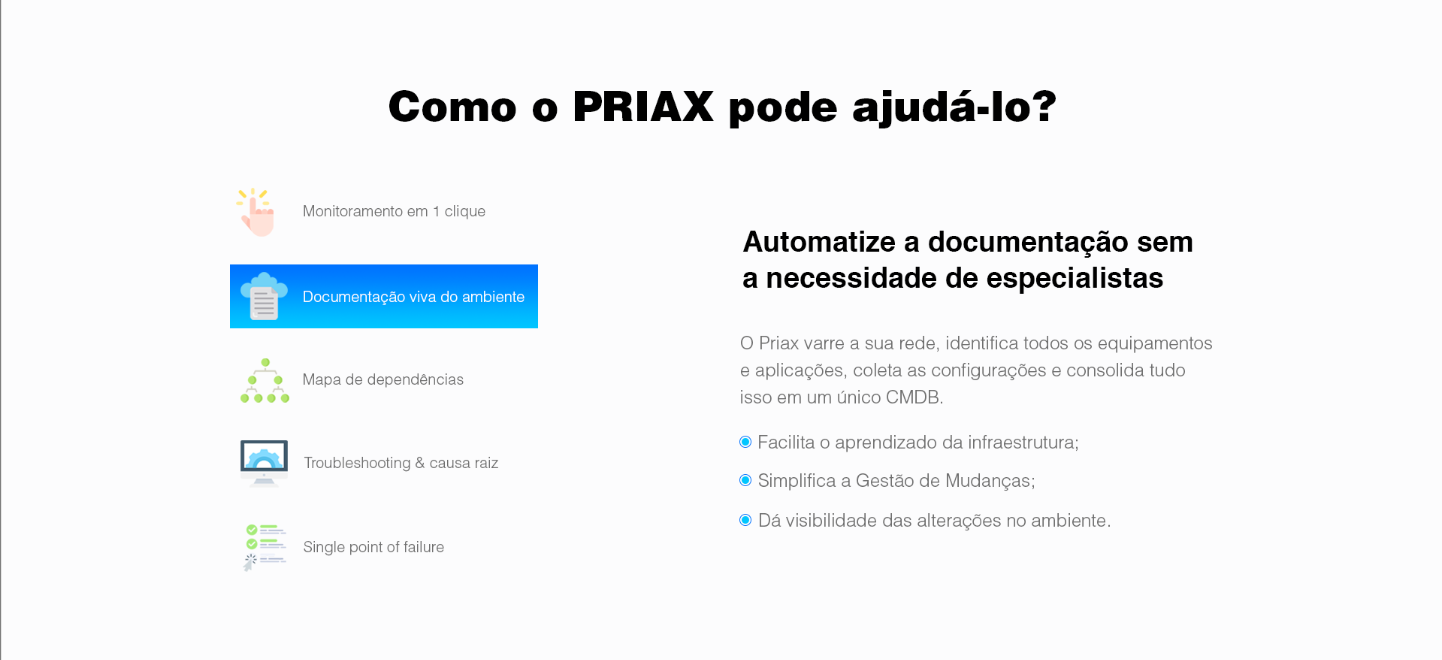 Como o PRIAX pode ajudá-lo?
Monitoramento em 1 clique
Documentação viva do ambiente
Mapa de dependências
Troubleshooting & causa raiz
Single point of failure
Automatize a documentação sem
a necessidade de especialistas
O Priax varre a sua rede, identifica todos os equipamentos
e aplicações, coleta as configurações e consolida tudo
isso em um único CMDB.
Facilita o aprendizado da infraestrutura;
Simplifica a Gestão de Mudanças;
Dá visibilidade das alterações no ambiente.